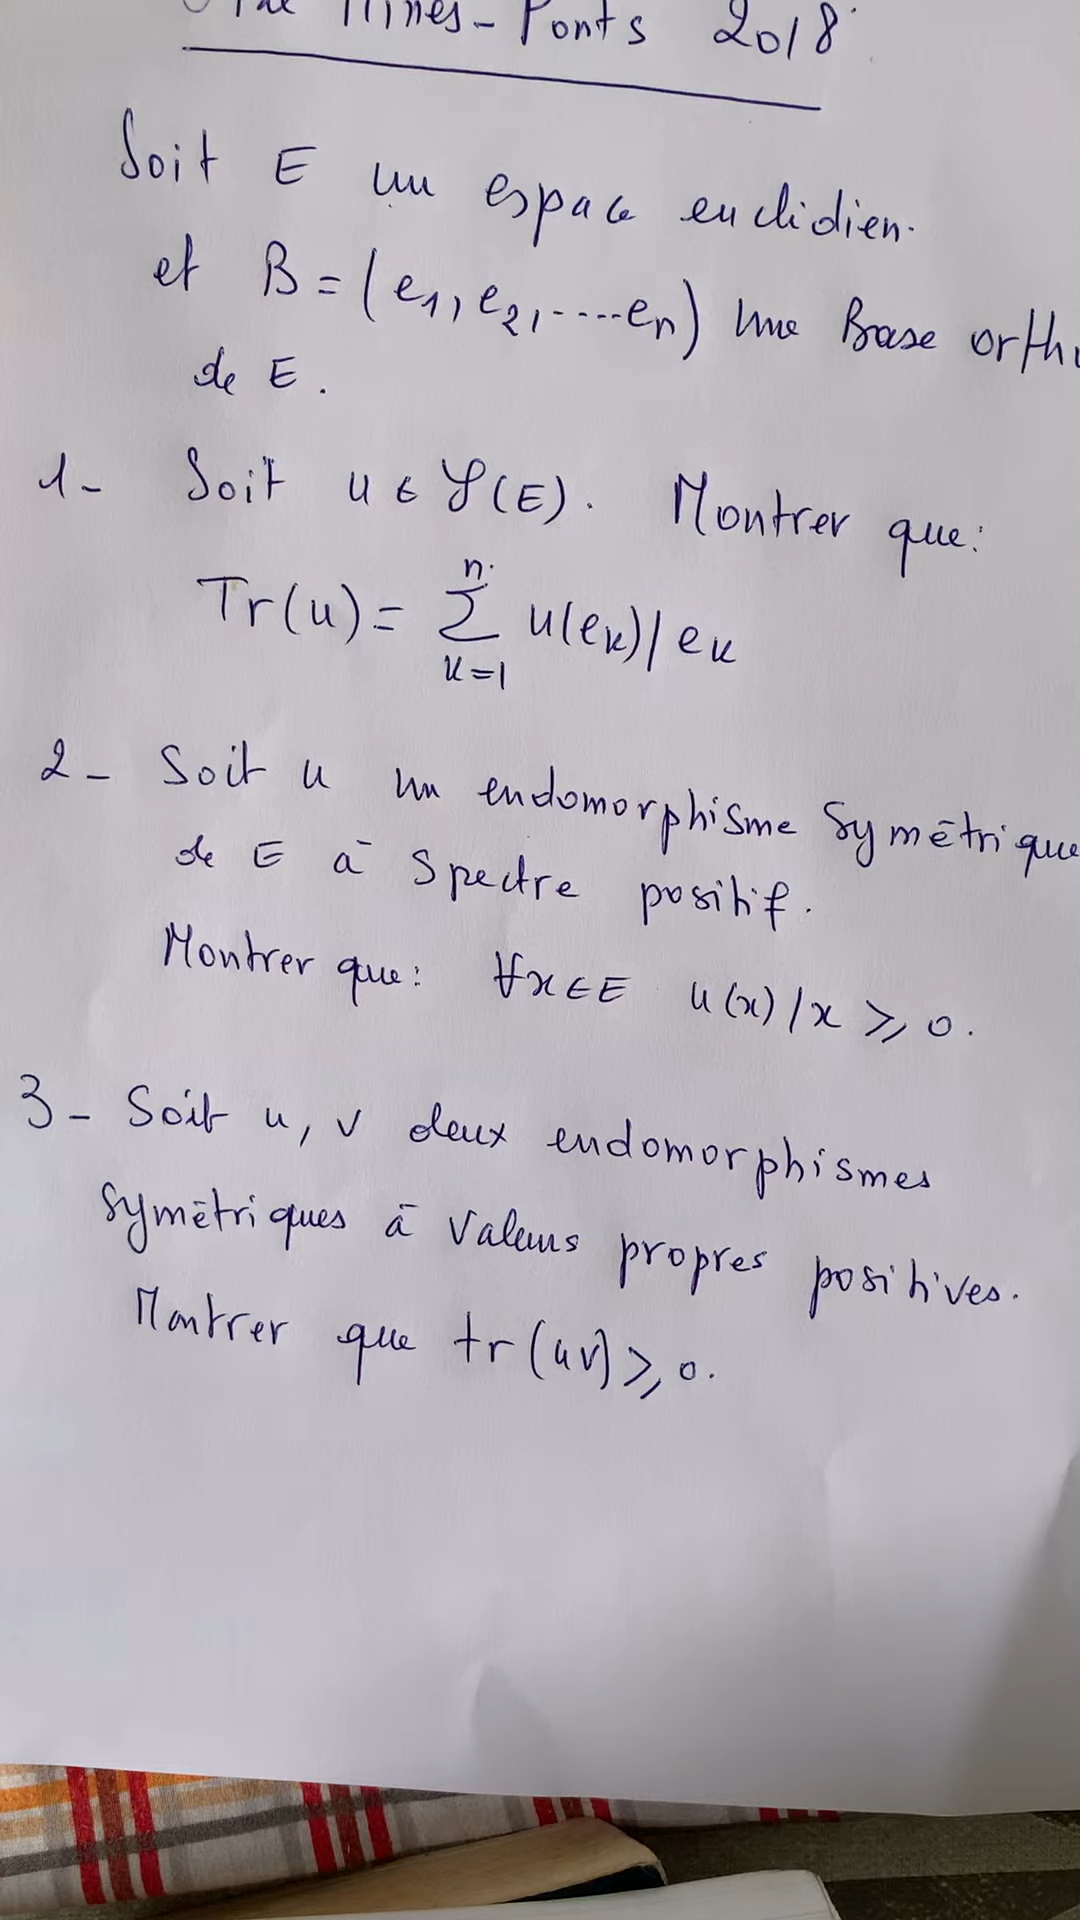 Mines-Ponts 2018
Soit E un espace euclidien.
et B=(e1, e2, .....en) une Base orth
de E.
1- Soit u ∈ ℒ(E). Montrer que:
Tr(u) = n∑k=1 u(ek)/ek
2- Soit u un endomorphisme Symétrique
de E à Spectre positif.
Montrer que: ∀x∈E u(x)/x ⩾ 0.
3- Soit u, v deux endomorphismes
Symétriques à Valeurs propres positives.
Montrer que tr(uv) ⩾ 0.